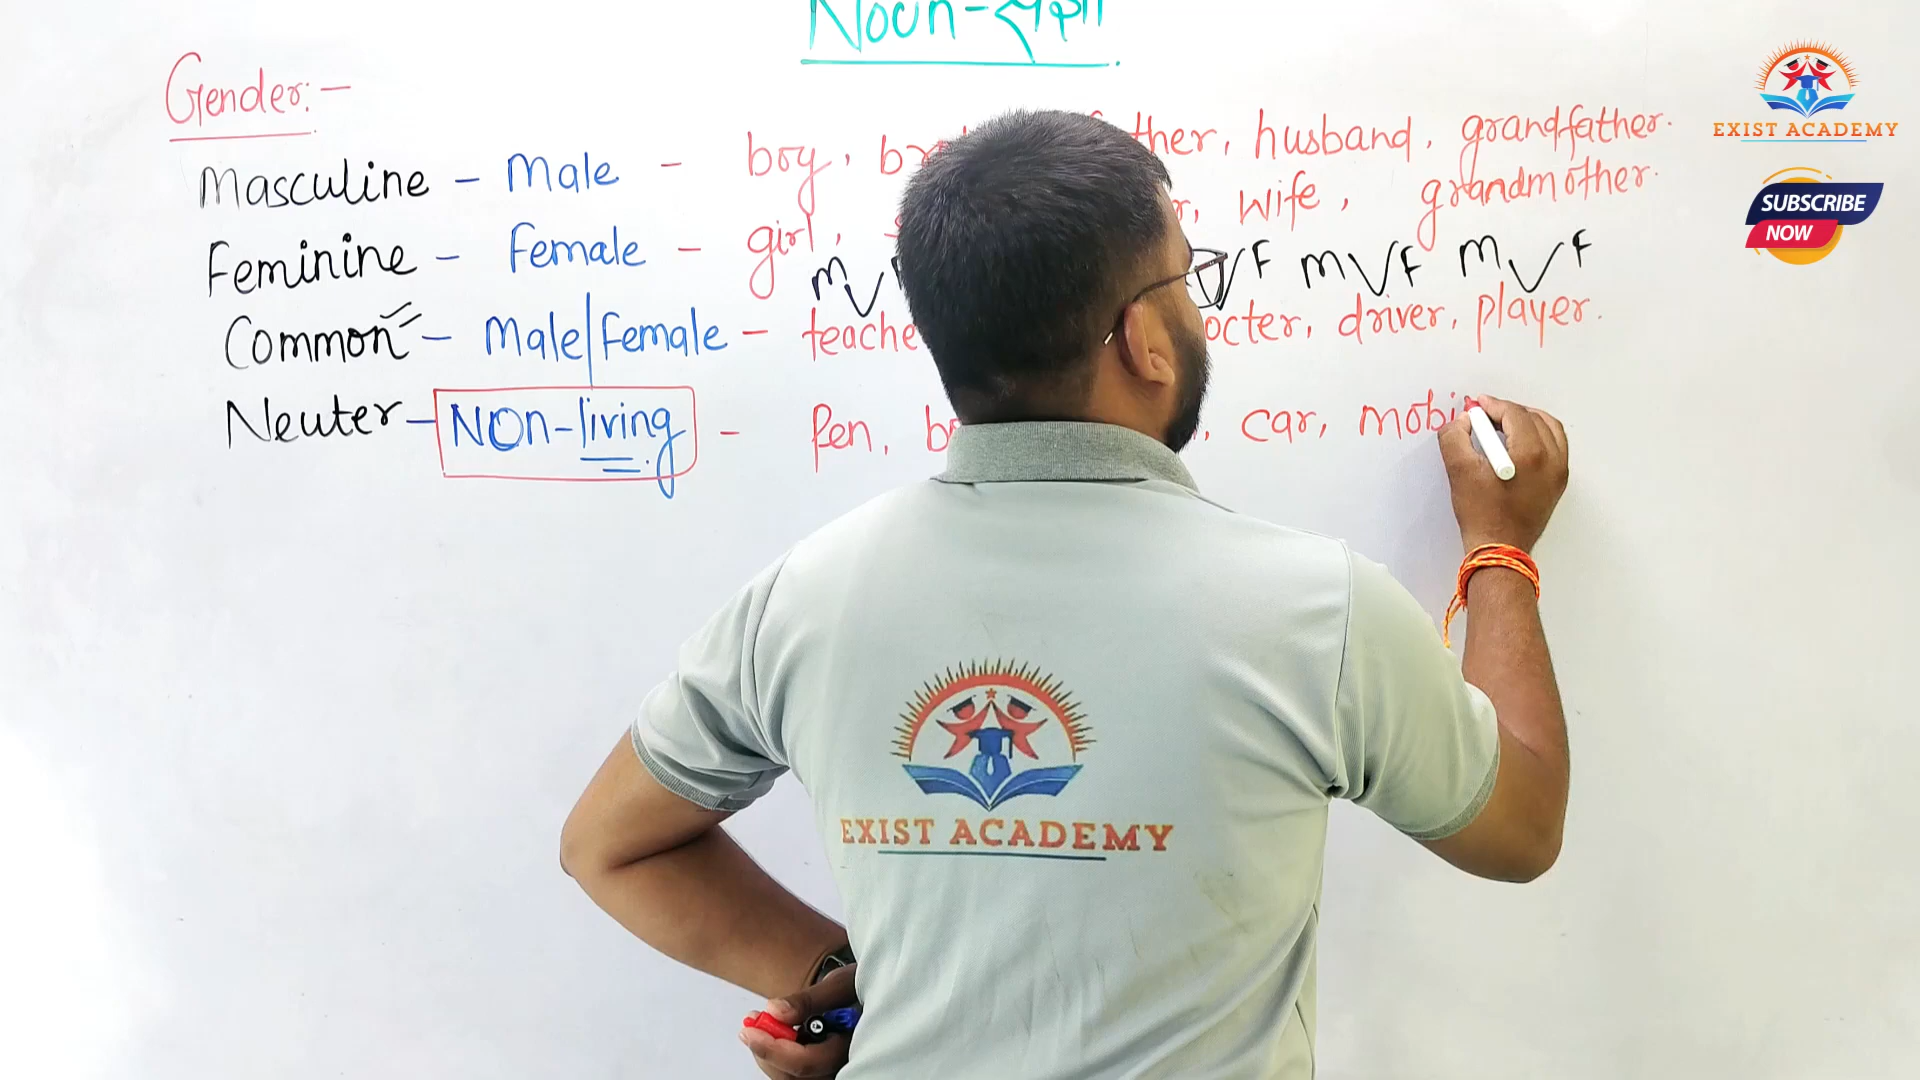 Noun-संज्ञा
Gender:-
Masculine - Male - boy, father, husband, grandfather.
Feminine - Female - girl, wife, grandmother.
M F M F M F
Common - Male/Female - teache octer, driver, player.
Neuter - NON-living - Pen, car, mobi
EXIST ACADEMY
SUBSCRIBE
NOW
EXIST ACADEMY